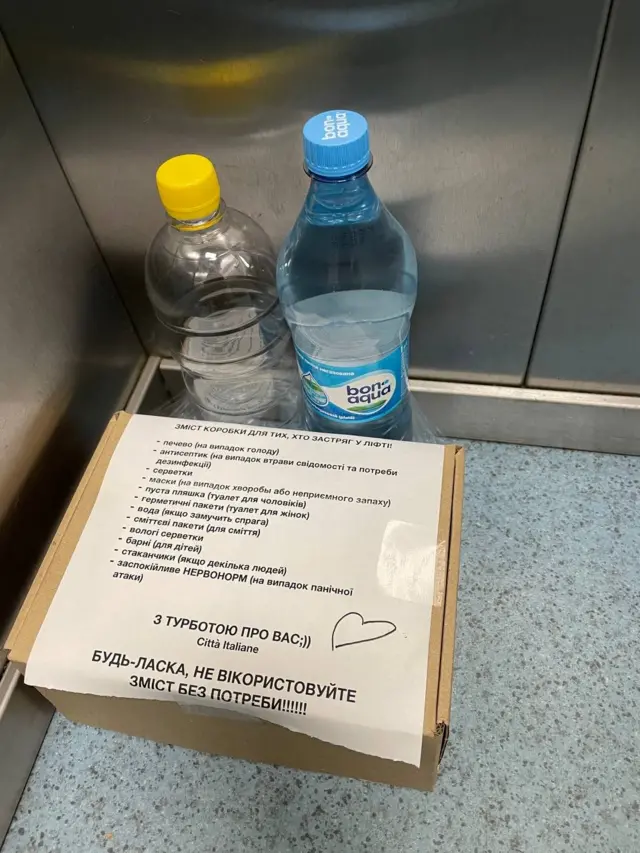 bon
aqua
bon
aqua
ЗМІСТ КОРОБКИ ДЛЯ ТИХ, ХТО ЗАСТРЯГ У ЛІФТІ!
- печево (на випадок голоду)
- антисептик (на випадок втрави свідомості та потреби
дезинфекції)
- серветки
- маски (на випадок хвороби або неприємного запаху)
- пуста пляшка (туалет для чоловіків)
- герметичні пакети (туалет для жінок)
- вода (якщо замучить спрага)
- сміттєві пакети (для сміття)
- вологі серветки
- барні (для дітей)
- стаканчики (якщо декілька людей)
- заспокійливе НЕРВОНОРМ (на випадок панічної
атаки)
З ТУРБОТОЮ ПРО ВАС;))
Città Italiane
БУДЬ-ЛАСКА, НЕ ВІКОРИСТОВУЙТЕ
ЗМІСТ БЕЗ ПОТРЕБИ!!!!!!